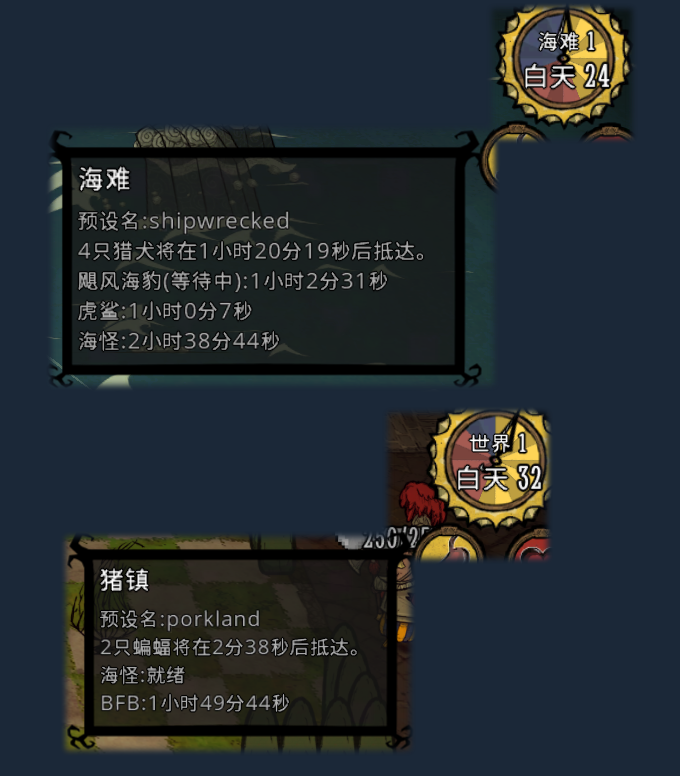 海难 1
白天 24
海难
预设名:shipwrecked
4只猎犬将在1小时20分19秒后抵达。
飓风海豹(等待中):1小时2分31秒
虎鲨:1小时0分7秒
海怪:2小时38分44秒
世界 1
白天 32
猪镇
预设名:porkland
2只蝙蝠将在2分38秒后抵达。
海怪:就绪
BFB:1小时49分44秒